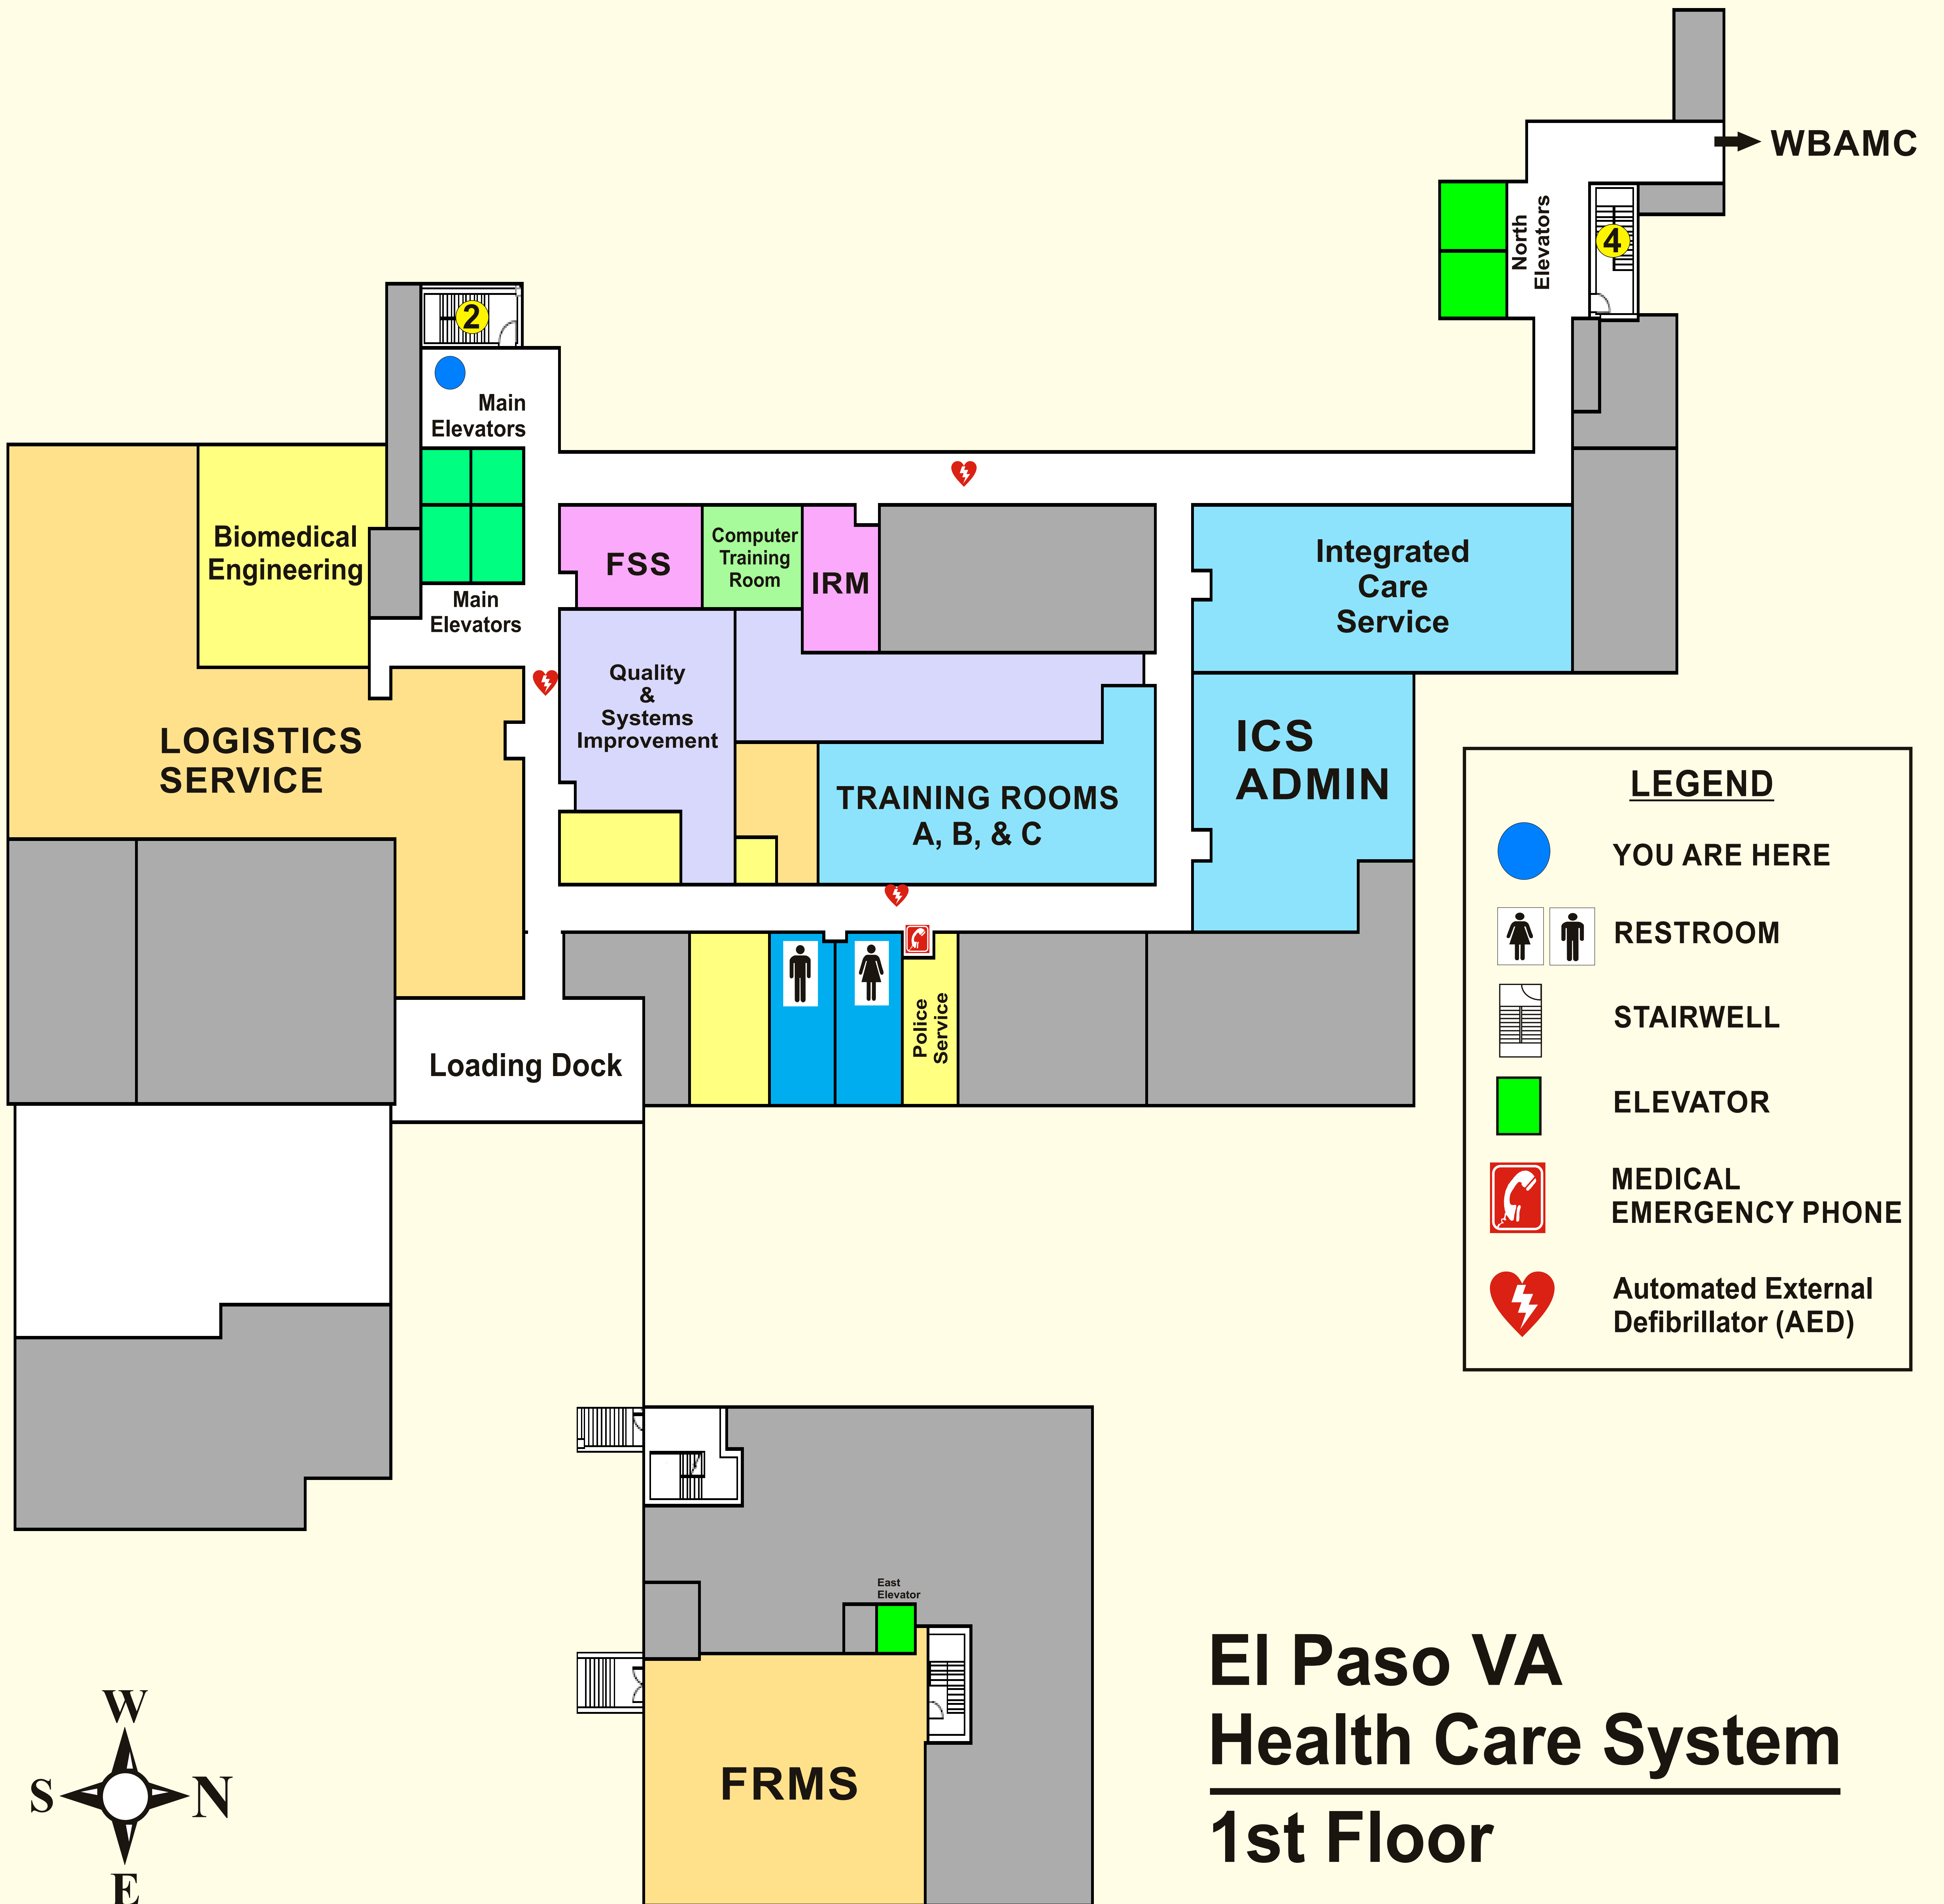 WBAMC
North
Elevators
4
2
Main
Elevators
Biomedical
Engineering
FSS
Computer
Training
Room
IRM
Integrated
Care
Service
Main
Elevators
Quality
&
Systems
Improvement
LOGISTICS
SERVICE
TRAINING ROOMS
A, B, & C
ICS
ADMIN
Police
Service
Loading Dock
LEGEND
YOU ARE HERE
RESTROOM
STAIRWELL
ELEVATOR
MEDICAL
EMERGENCY PHONE
Automated External
Defibrillator (AED)
East
Elevator
FRMS
W
S
N
E
El Paso VA
Health Care System
1st Floor